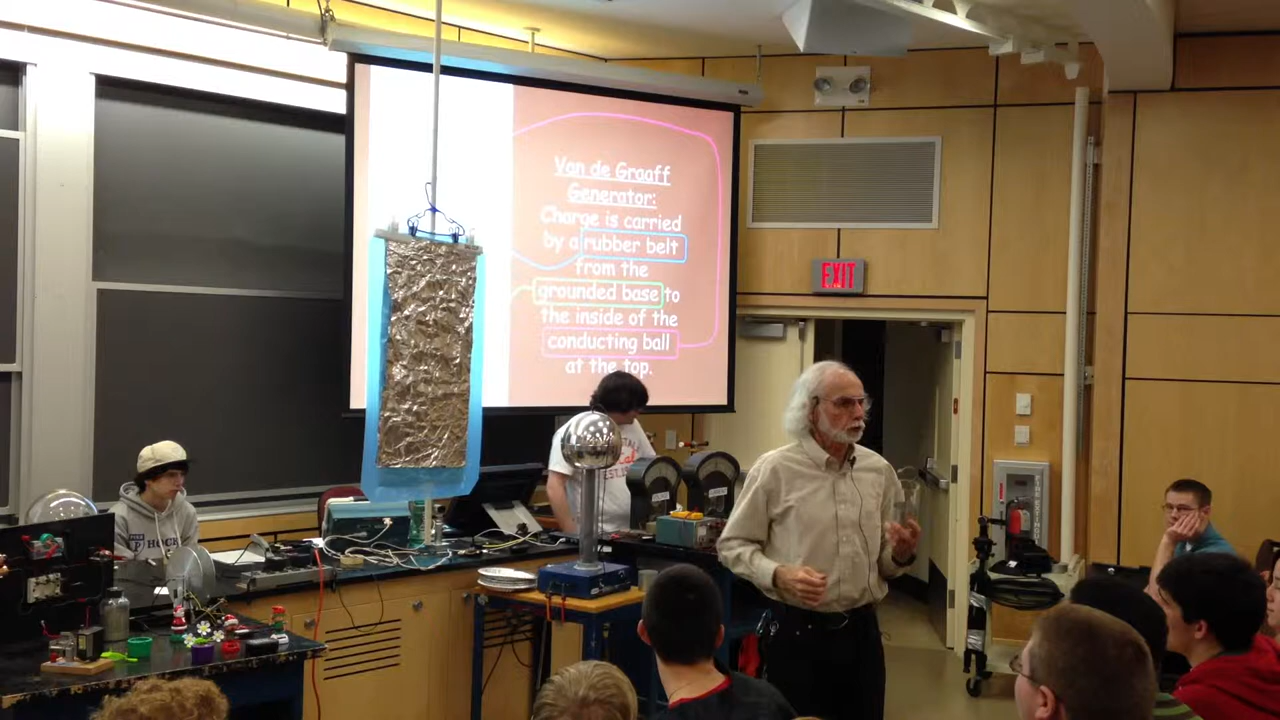 Van de Graaff
Generator:
Charge is carried
by a rubber belt
from the
grounded base to
the inside of the
conducting ball
at the top.
EXIT
HOCK